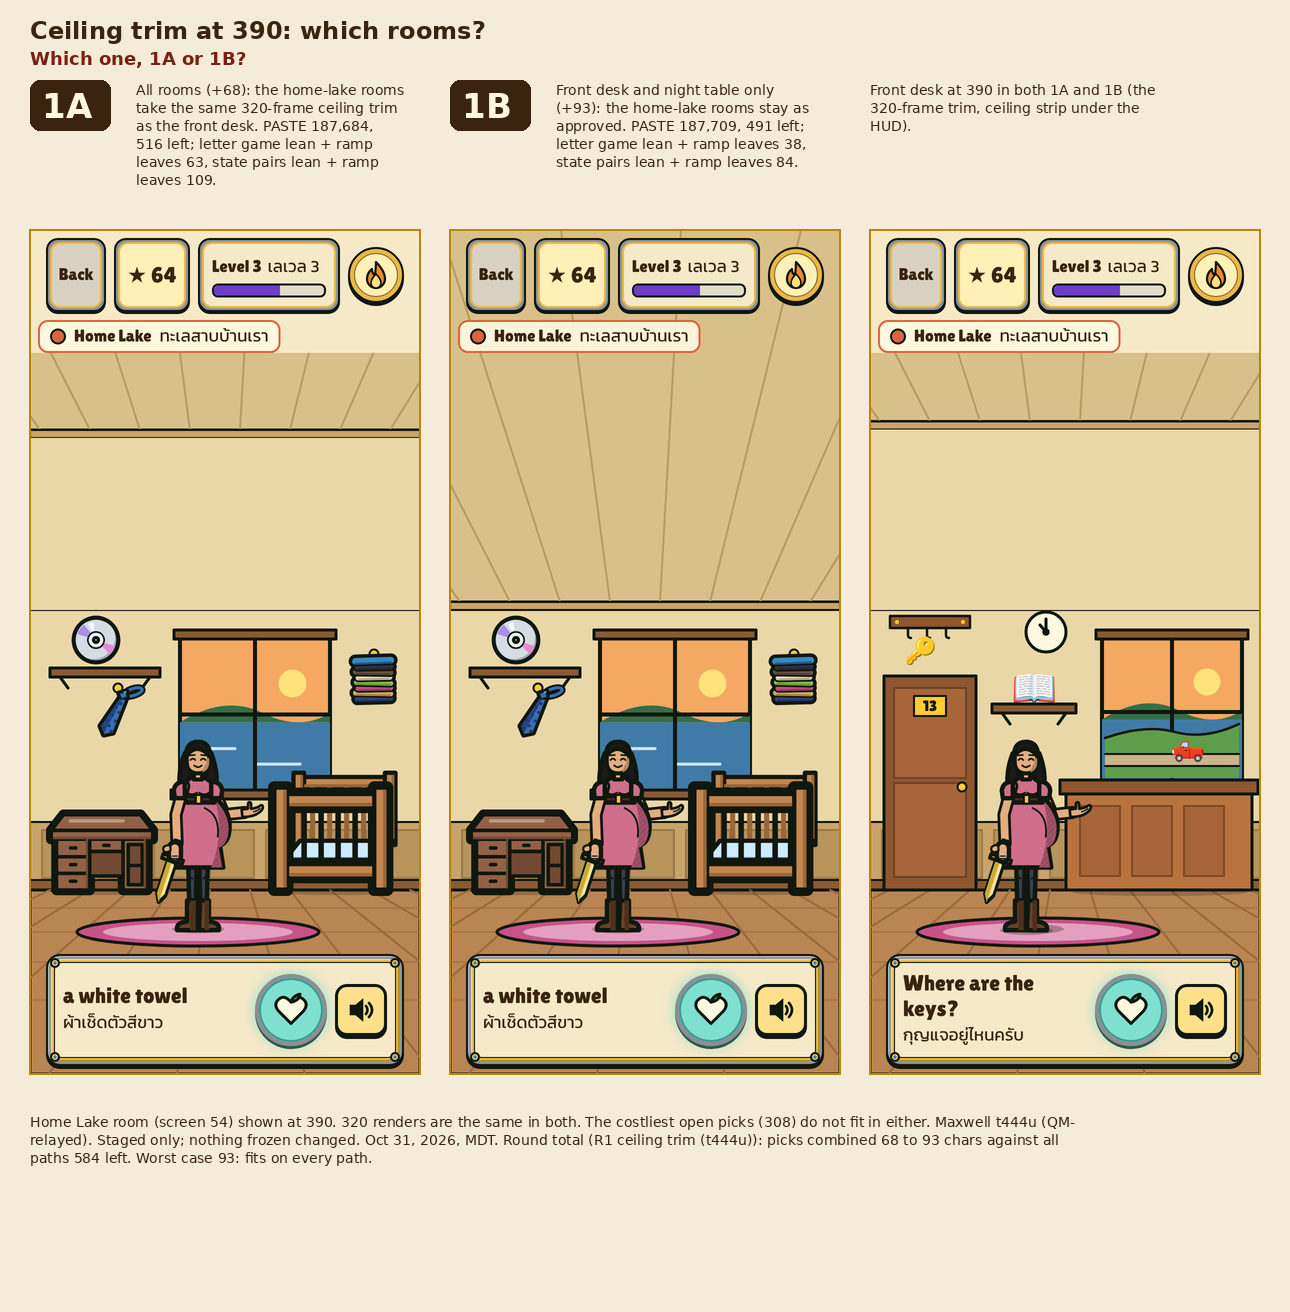 Ceiling trim at 390: which rooms?
Which one, 1A or 1B?
1A
All rooms (+68): the home-lake rooms
take the same 320-frame ceiling trim
as the front desk. PASTE 187,684,
516 left; letter game lean + ramp
leaves 63, state pairs lean + ramp
leaves 109.
1B
Front desk and night table only
(+93): the home-lake rooms stay as
approved. PASTE 187,709, 491 left;
letter game lean + ramp leaves 38,
state pairs lean + ramp leaves 84.
Front desk at 390 in both 1A and 1B (the
320-frame trim, ceiling strip under the
HUD).
Back
★ 64
Level 3 เลเวล 3
Home Lake ทะเลสาบบ้านเรา
a white towel
ผ้าเช็ดตัวสีขาว
Back
★ 64
Level 3 เลเวล 3
Home Lake ทะเลสาบบ้านเรา
a white towel
ผ้าเช็ดตัวสีขาว
Back
★ 64
Level 3 เลเวล 3
Home Lake ทะเลสาบบ้านเรา
13
Where are the
keys?
กุญแจอยู่ไหนครับ
Home Lake room (screen 54) shown at 390. 320 renders are the same in both. The costliest open picks (308) do not fit in either. Maxwell t444u (QM-
relayed). Staged only; nothing frozen changed. Oct 31, 2026, MDT. Round total (R1 ceiling trim (t444u)): picks combined 68 to 93 chars against all
paths 584 left. Worst case 93: fits on every path.